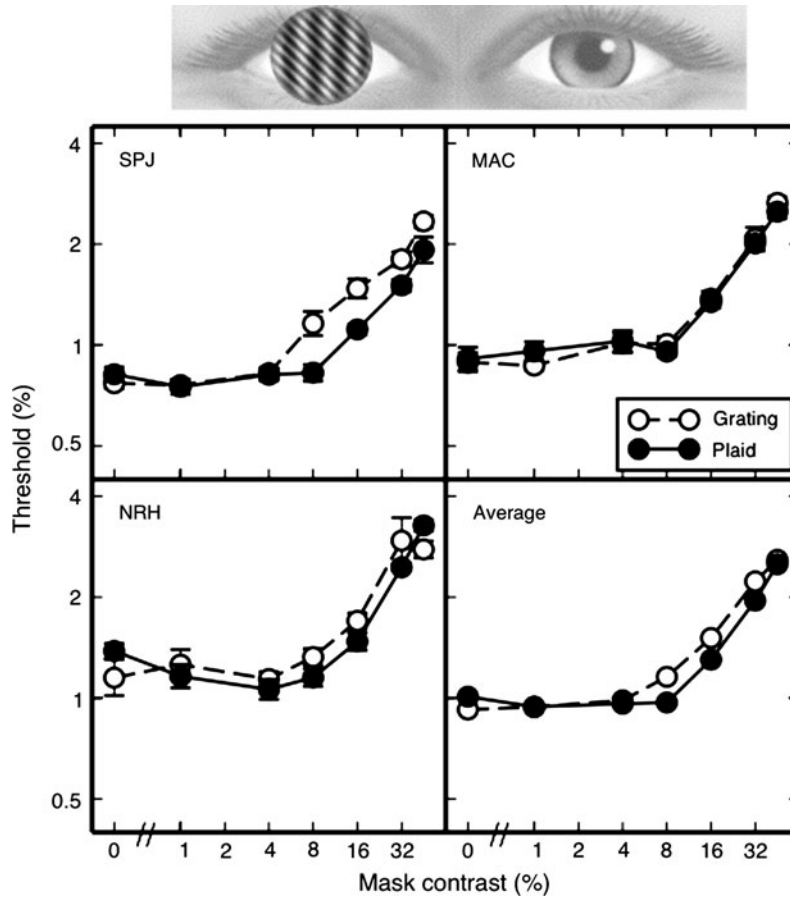 4
SPJ
MAC
2
1
0.5
Grating
Plaid
Threshold (%)
4
NRH
Average
2
1
0.5
0 1 2 4 8 16 32 0 1 2 4 8 16 32
Mask contrast (%)